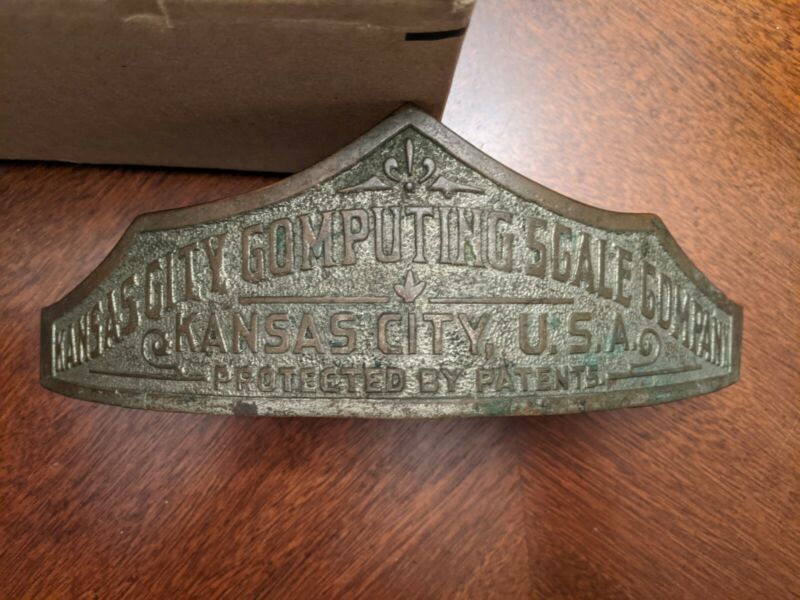 KANSAS CITY COMPUTING SCALE COMPANY
KANSAS CITY, U.S.A.
PROTECTED BY PATENTS.